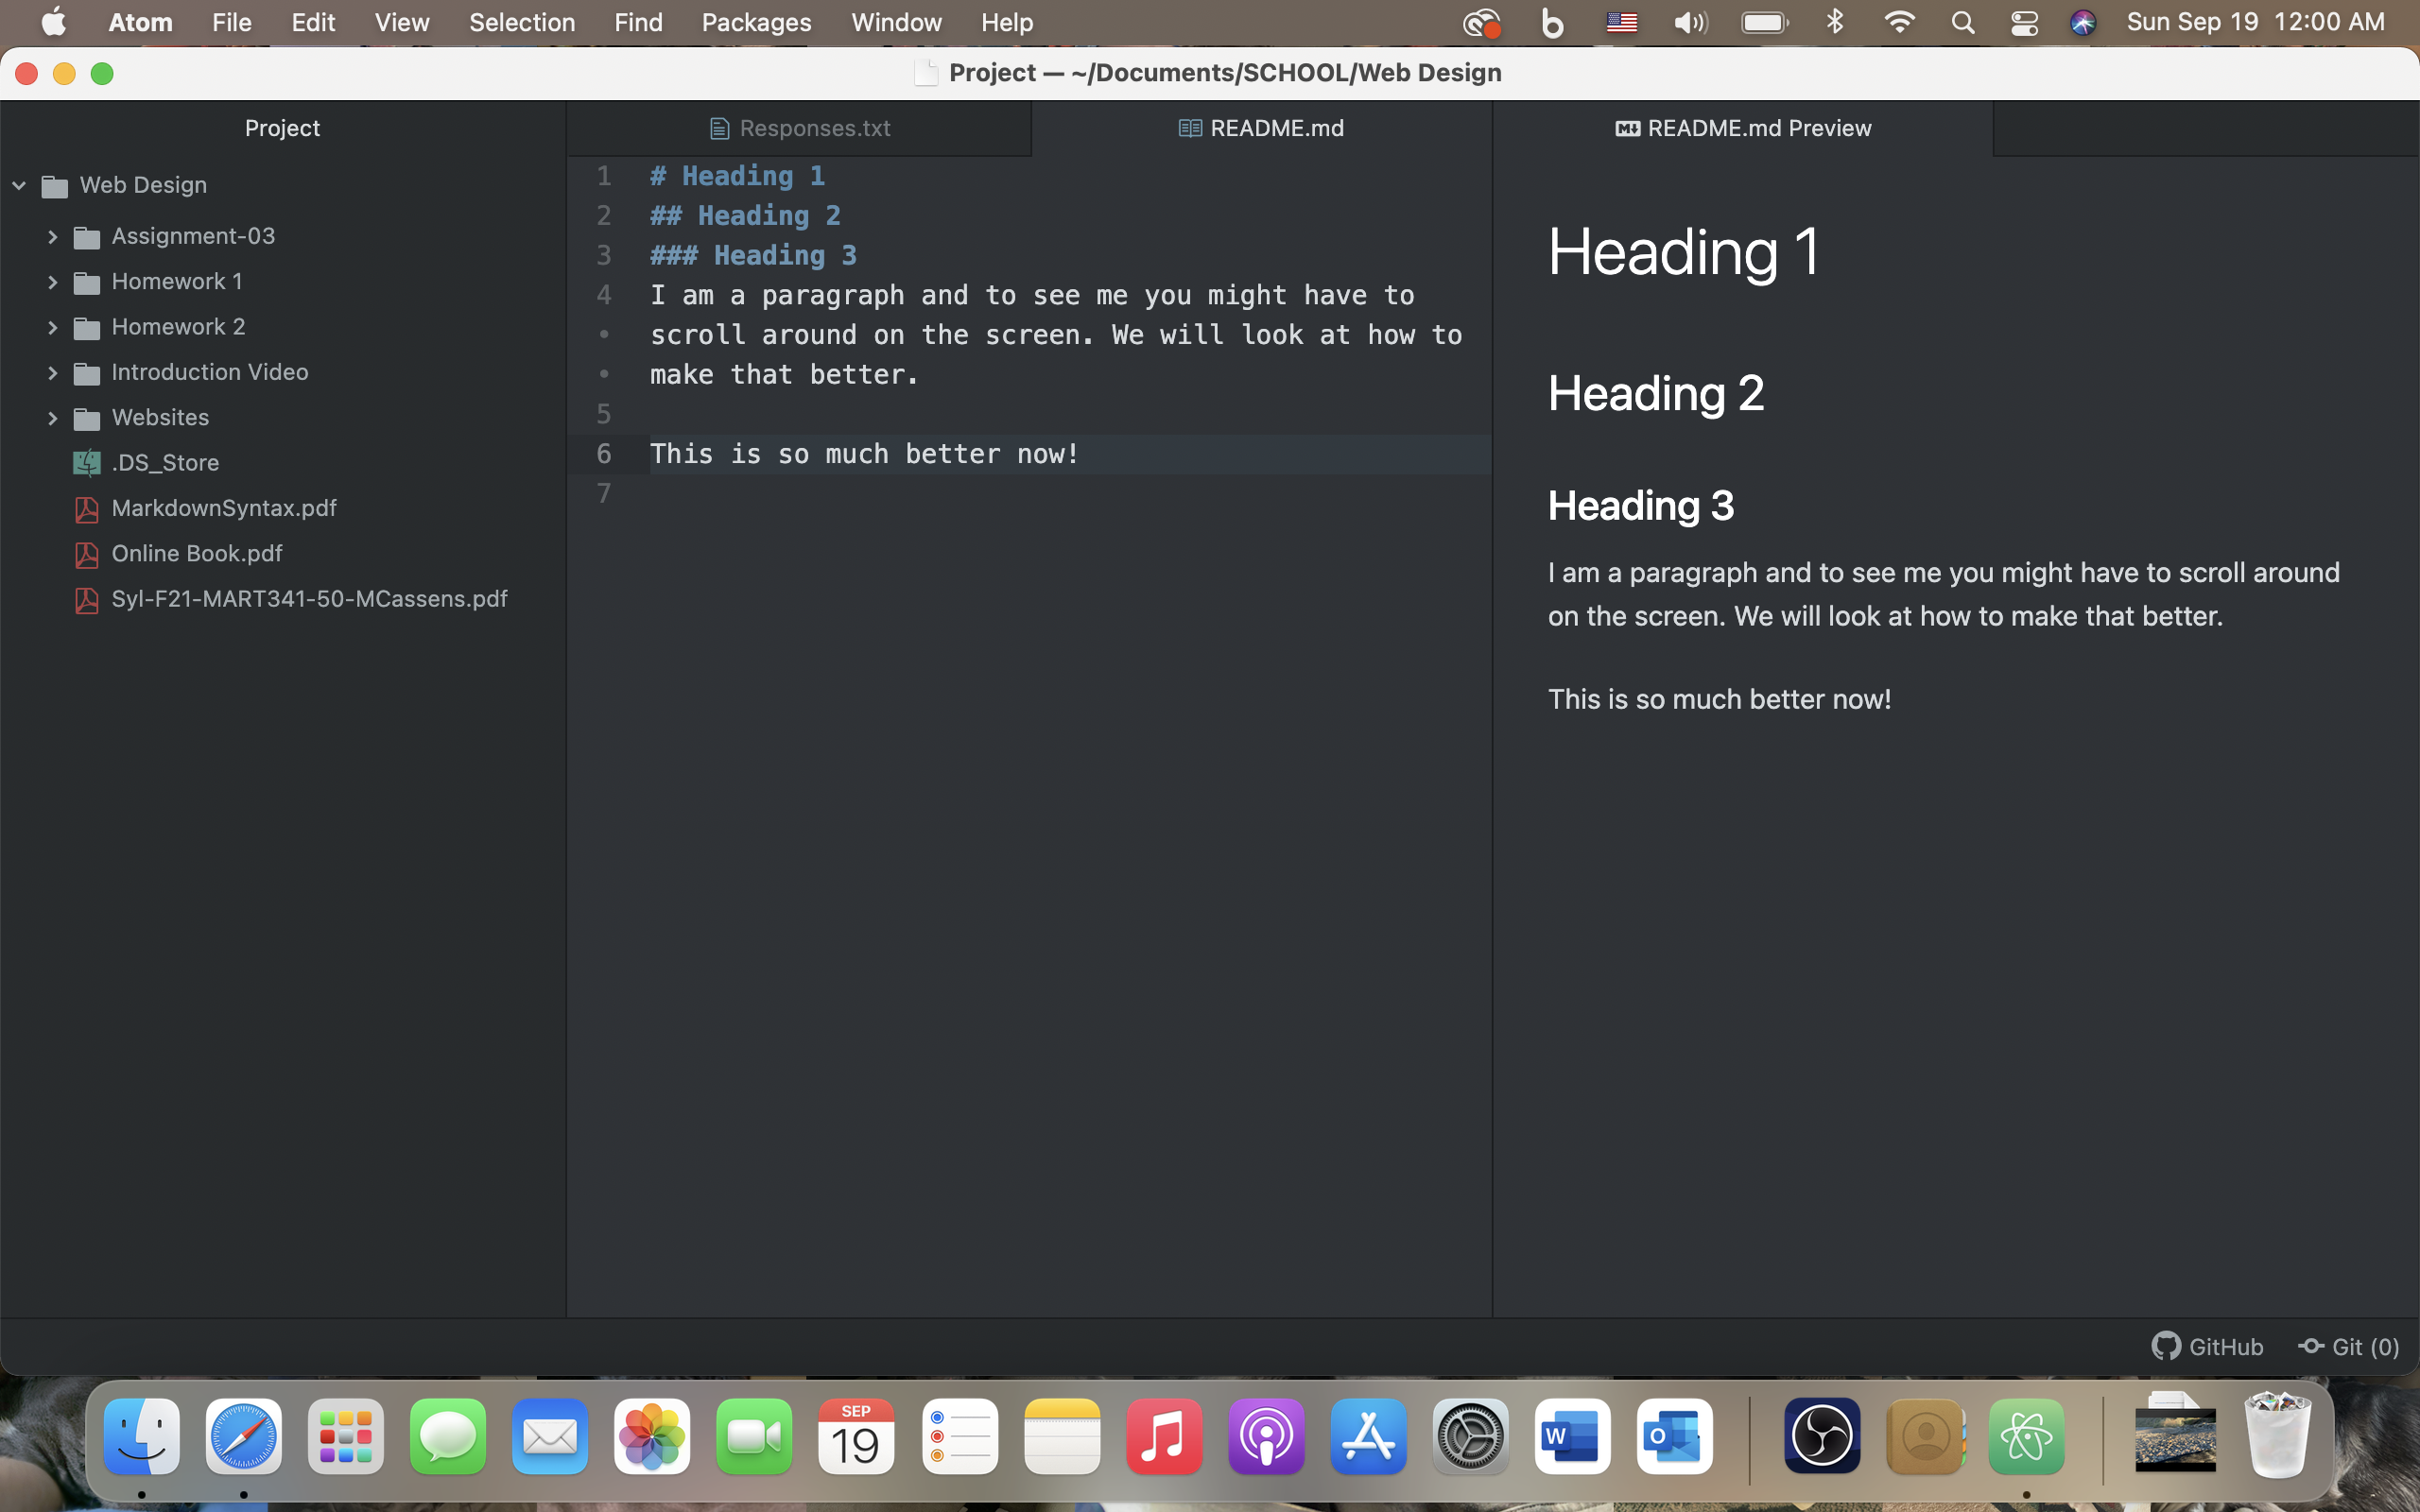 Atom File Edit View Selection Find Packages Window Help Sun Sep 19 12:00 AM
Project — ~/Documents/SCHOOL/Web Design
Project
Web Design
Assignment-03
Homework 1
Homework 2
Introduction Video
Websites
.DS_Store
MarkdownSyntax.pdf
Online Book.pdf
Syl-F21-MART341-50-MCassens.pdf
Responses.txt
README.md
1 # Heading 1
2 ## Heading 2
3 ### Heading 3
4 I am a paragraph and to see me you might have to
• scroll around on the screen. We will look at how to
• make that better.
5
6 This is so much better now!
7
README.md Preview
Heading 1
Heading 2
Heading 3
I am a paragraph and to see me you might have to scroll around
on the screen. We will look at how to make that better.
This is so much better now!
GitHub Git (0)
SEP
19
W
O